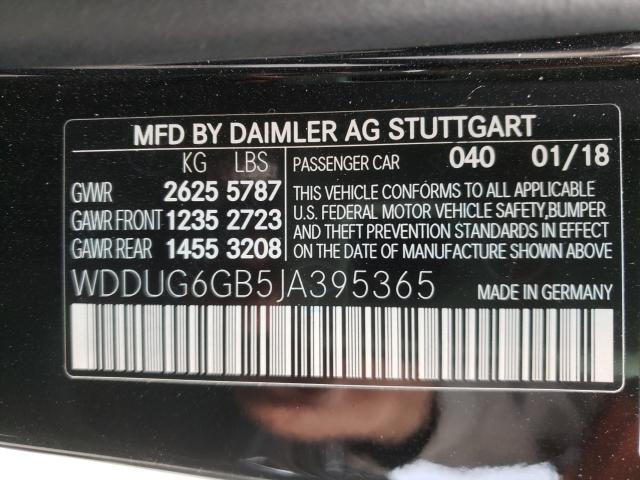 MFD BY DAIMLER AG STUTTGART
KG LBS
GVWR 2625 5787
GAWR FRONT 1235 2723
GAWR REAR 1455 3208
PASSENGER CAR 040 01/18
THIS VEHICLE CONFORMS TO ALL APPLICABLE
U.S. FEDERAL MOTOR VEHICLE SAFETY,BUMPER
AND THEFT PREVENTION STANDARDS IN EFFECT
ON THE DATE OF MANUFACTURE SHOWN ABOVE
WDDUG6GB5JA395365 MADE IN GERMANY